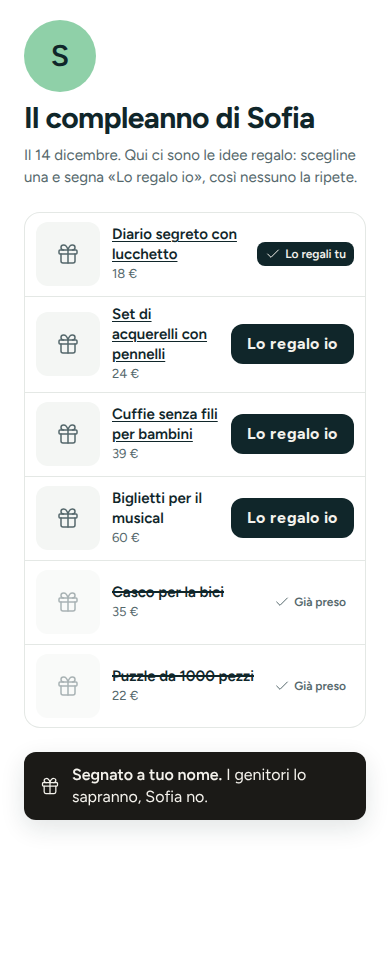 S
Il compleanno di Sofia
Il 14 dicembre. Qui ci sono le idee regalo: scegline
una e segna «Lo regalo io», così nessuno la ripete.
Diario segreto con
lucchetto
18 €
Lo regali tu
Set di
acquerelli con
pennelli
24 €
Lo regalo io
Cuffie senza fili
per bambini
39 €
Lo regalo io
Biglietti per il
musical
60 €
Lo regalo io
Casco per la bici
35 €
Già preso
Puzzle da 1000 pezzi
22 €
Già preso
Segnato a tuo nome. I genitori lo
sapranno, Sofia no.